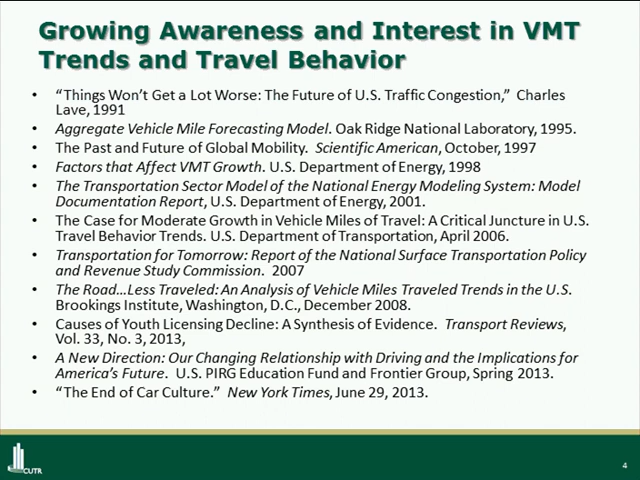 Growing Awareness and Interest in VMT
Trends and Travel Behavior
• “Things Won’t Get a Lot Worse: The Future of U.S. Traffic Congestion,” Charles
Lave, 1991
• Aggregate Vehicle Mile Forecasting Model. Oak Ridge National Laboratory, 1995.
• The Past and Future of Global Mobility. Scientific American, October, 1997
• Factors that Affect VMT Growth. U.S. Department of Energy, 1998
• The Transportation Sector Model of the National Energy Modeling System: Model
Documentation Report, U.S. Department of Energy, 2001.
• The Case for Moderate Growth in Vehicle Miles of Travel: A Critical Juncture in U.S.
Travel Behavior Trends. U.S. Department of Transportation, April 2006.
• Transportation for Tomorrow: Report of the National Surface Transportation Policy
and Revenue Study Commission. 2007
• The Road…Less Traveled: An Analysis of Vehicle Miles Traveled Trends in the U.S.
Brookings Institute, Washington, D.C., December 2008.
• Causes of Youth Licensing Decline: A Synthesis of Evidence. Transport Reviews,
Vol. 33, No. 3, 2013,
• A New Direction: Our Changing Relationship with Driving and the Implications for
America’s Future. U.S. PIRG Education Fund and Frontier Group, Spring 2013.
• “The End of Car Culture.” New York Times, June 29, 2013.
CUTR
4